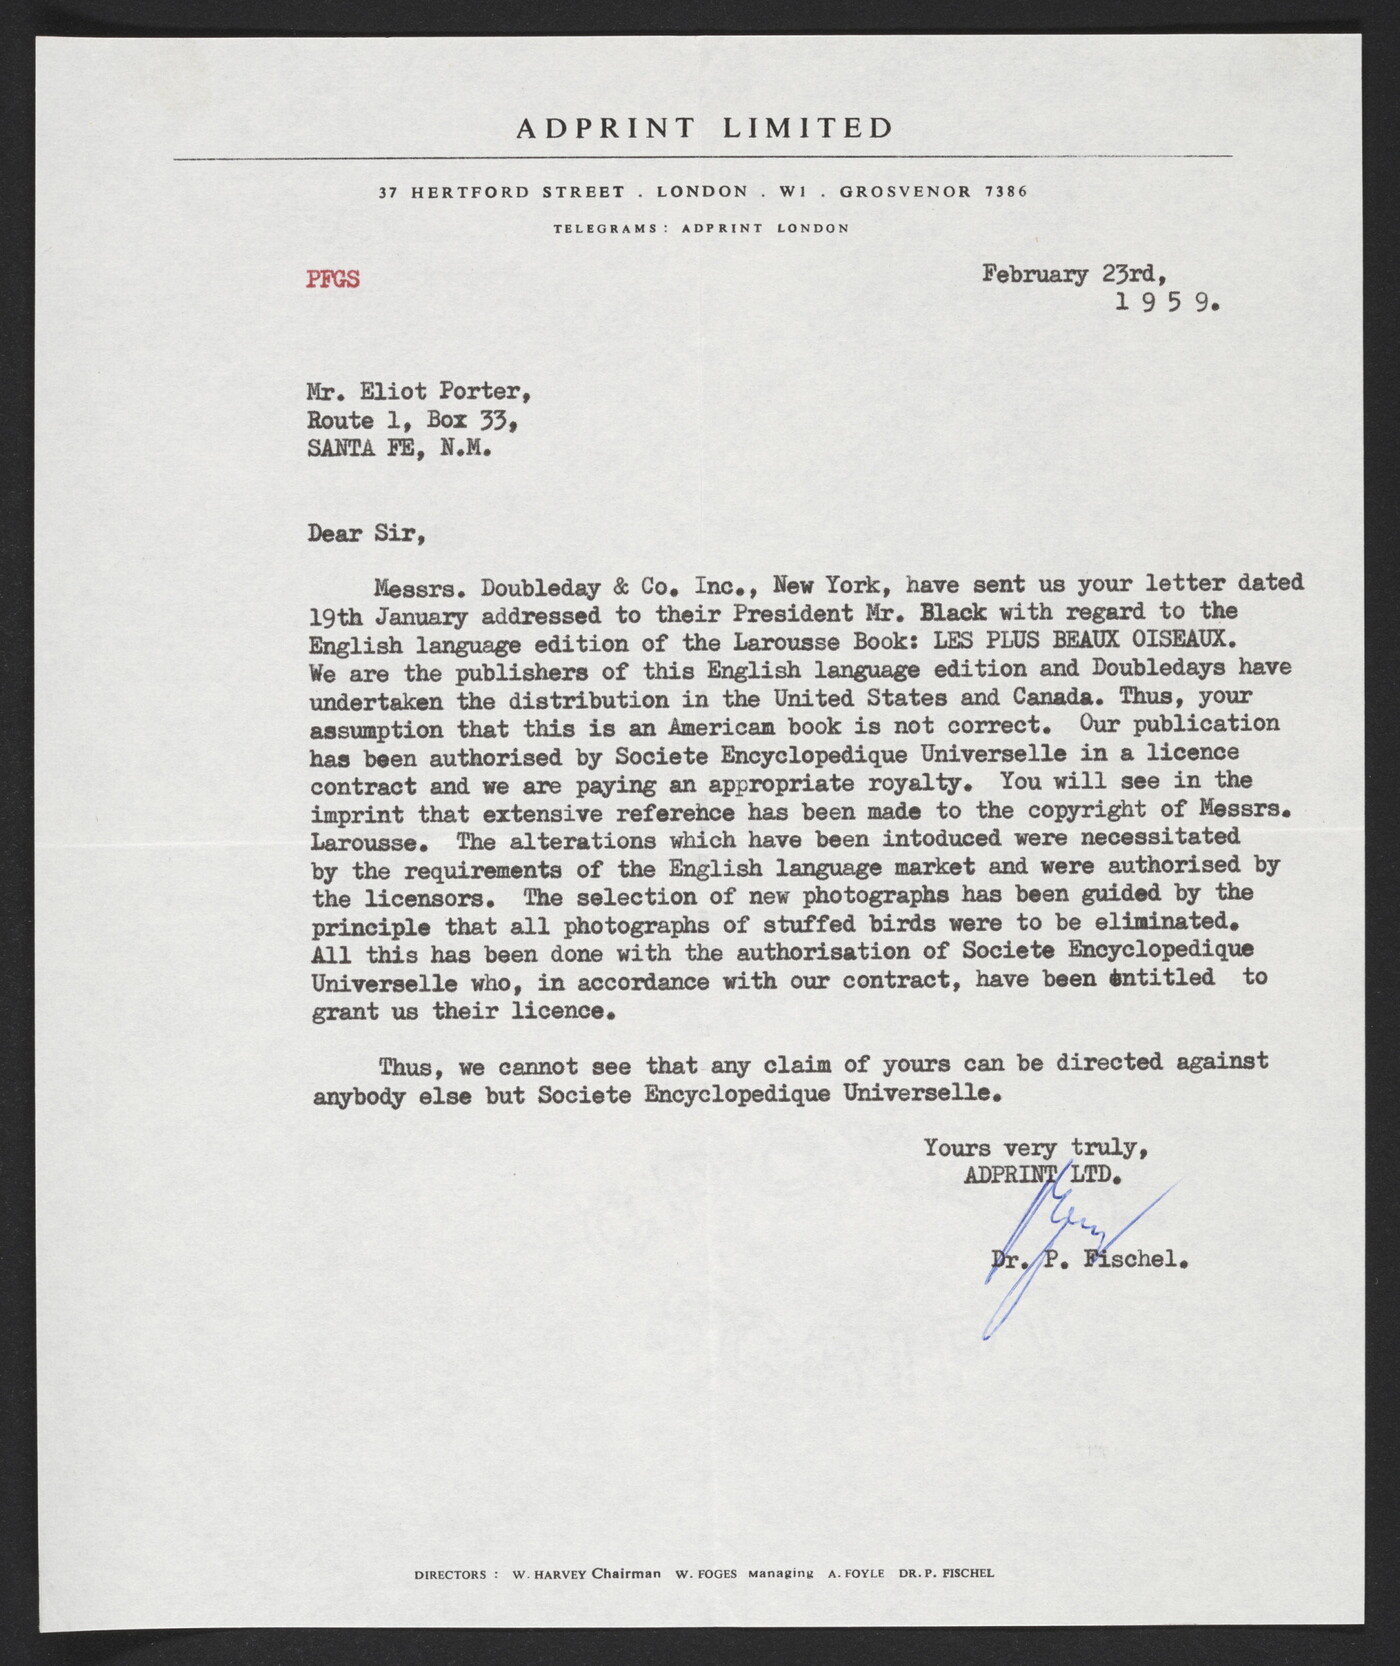 ADPRINT LIMITED
37 HERTFORD STREET . LONDON . W1 . GROSVENOR 7386
TELEGRAMS: ADPRINT LONDON
PFGS
February 23rd,
1 9 5 9.
Mr. Eliot Porter,
Route 1, Box 33,
SANTA FE, N.M.
Dear Sir,
Messrs. Doubleday & Co. Inc., New York, have sent us your letter dated
19th January addressed to their President Mr. Black with regard to the
English language edition of the Larousse Book: LES PLUS BEAUX OISEAUX.
We are the publishers of this English language edition and Doubledays have
undertaken the distribution in the United States and Canada. Thus, your
assumption that this is an American book is not correct. Our publication
has been authorised by Societe Encyclopedique Universelle in a licence
contract and we are paying an appropriate royalty. You will see in the
imprint that extensive reference has been made to the copyright of Messrs.
Larousse. The alterations which have been intoduced were necessitated
by the requirements of the English language market and were authorised by
the licensors. The selection of new photographs has been guided by the
principle that all photographs of stuffed birds were to be eliminated.
All this has been done with the authorisation of Societe Encyclopedique
Universelle who, in accordance with our contract, have been entitled to
grant us their licence.
Thus, we cannot see that any claim of yours can be directed against
anybody else but Societe Encyclopedique Universelle.
Yours very truly,
ADPRINT LTD.
Dr. P. Fischel.
DIRECTORS : W. HARVEY Chairman W. FOGES Managing A. FOYLE DR. P. FISCHEL